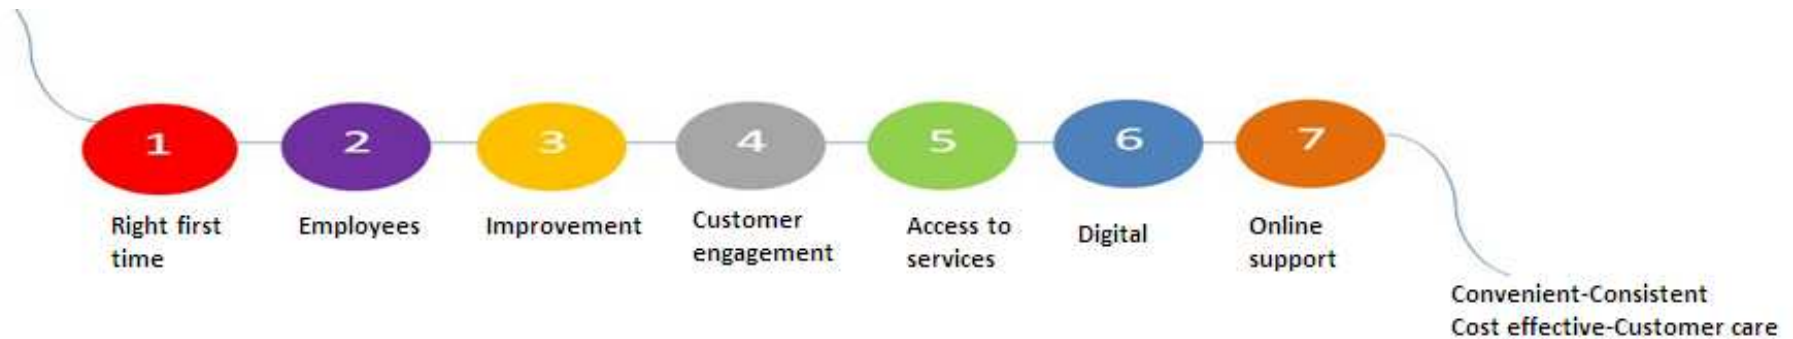 1
2
3
4
5
6
7
Right first
time
Employees
Improvement
Customer
engagement
Access to
services
Digital
Online
support
Convenient-Consistent
Cost effective-Customer care